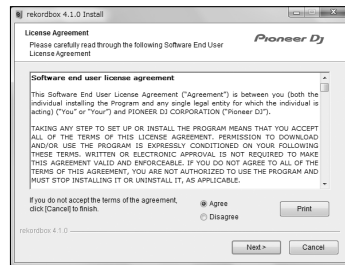 rekordbox 4.1.0 Install
License Agreement
Please carefully read through the following Software End User
License Agreement
Pioneer Dj
Software end user license agreement
This Software End User License Agreement ("Agreement") is between you (both the
individual installing the Program and any single legal entity for which the individual is
acting) ("You" or "Your") and PIONEER DJ CORPORATION ("Pioneer DJ").
TAKING ANY STEP TO SET UP OR INSTALL THE PROGRAM MEANS THAT YOU ACCEPT
ALL OF THE TERMS OF THIS LICENSE AGREEMENT. PERMISSION TO DOWNLOAD
AND/OR USE THE PROGRAM IS EXPRESSLY CONDITIONED ON YOUR FOLLOWING
THESE TERMS. WRITTEN OR ELECTRONIC APPROVAL IS NOT REQUIRED TO MAKE
THIS AGREEMENT VALID AND ENFORCEABLE. IF YOU DO NOT AGREE TO ALL OF THE
TERMS OF THIS AGREEMENT, YOU ARE NOT AUTHORIZED TO USE THE PROGRAM AND
MUST STOP INSTALLING IT OR UNINSTALL IT, AS APPLICABLE.
If you do not accept the terms of the agreement,
click [Cancel] to finish.
Agree
Disagree
Print
rekordbox 4.1.0
Next >
Cancel